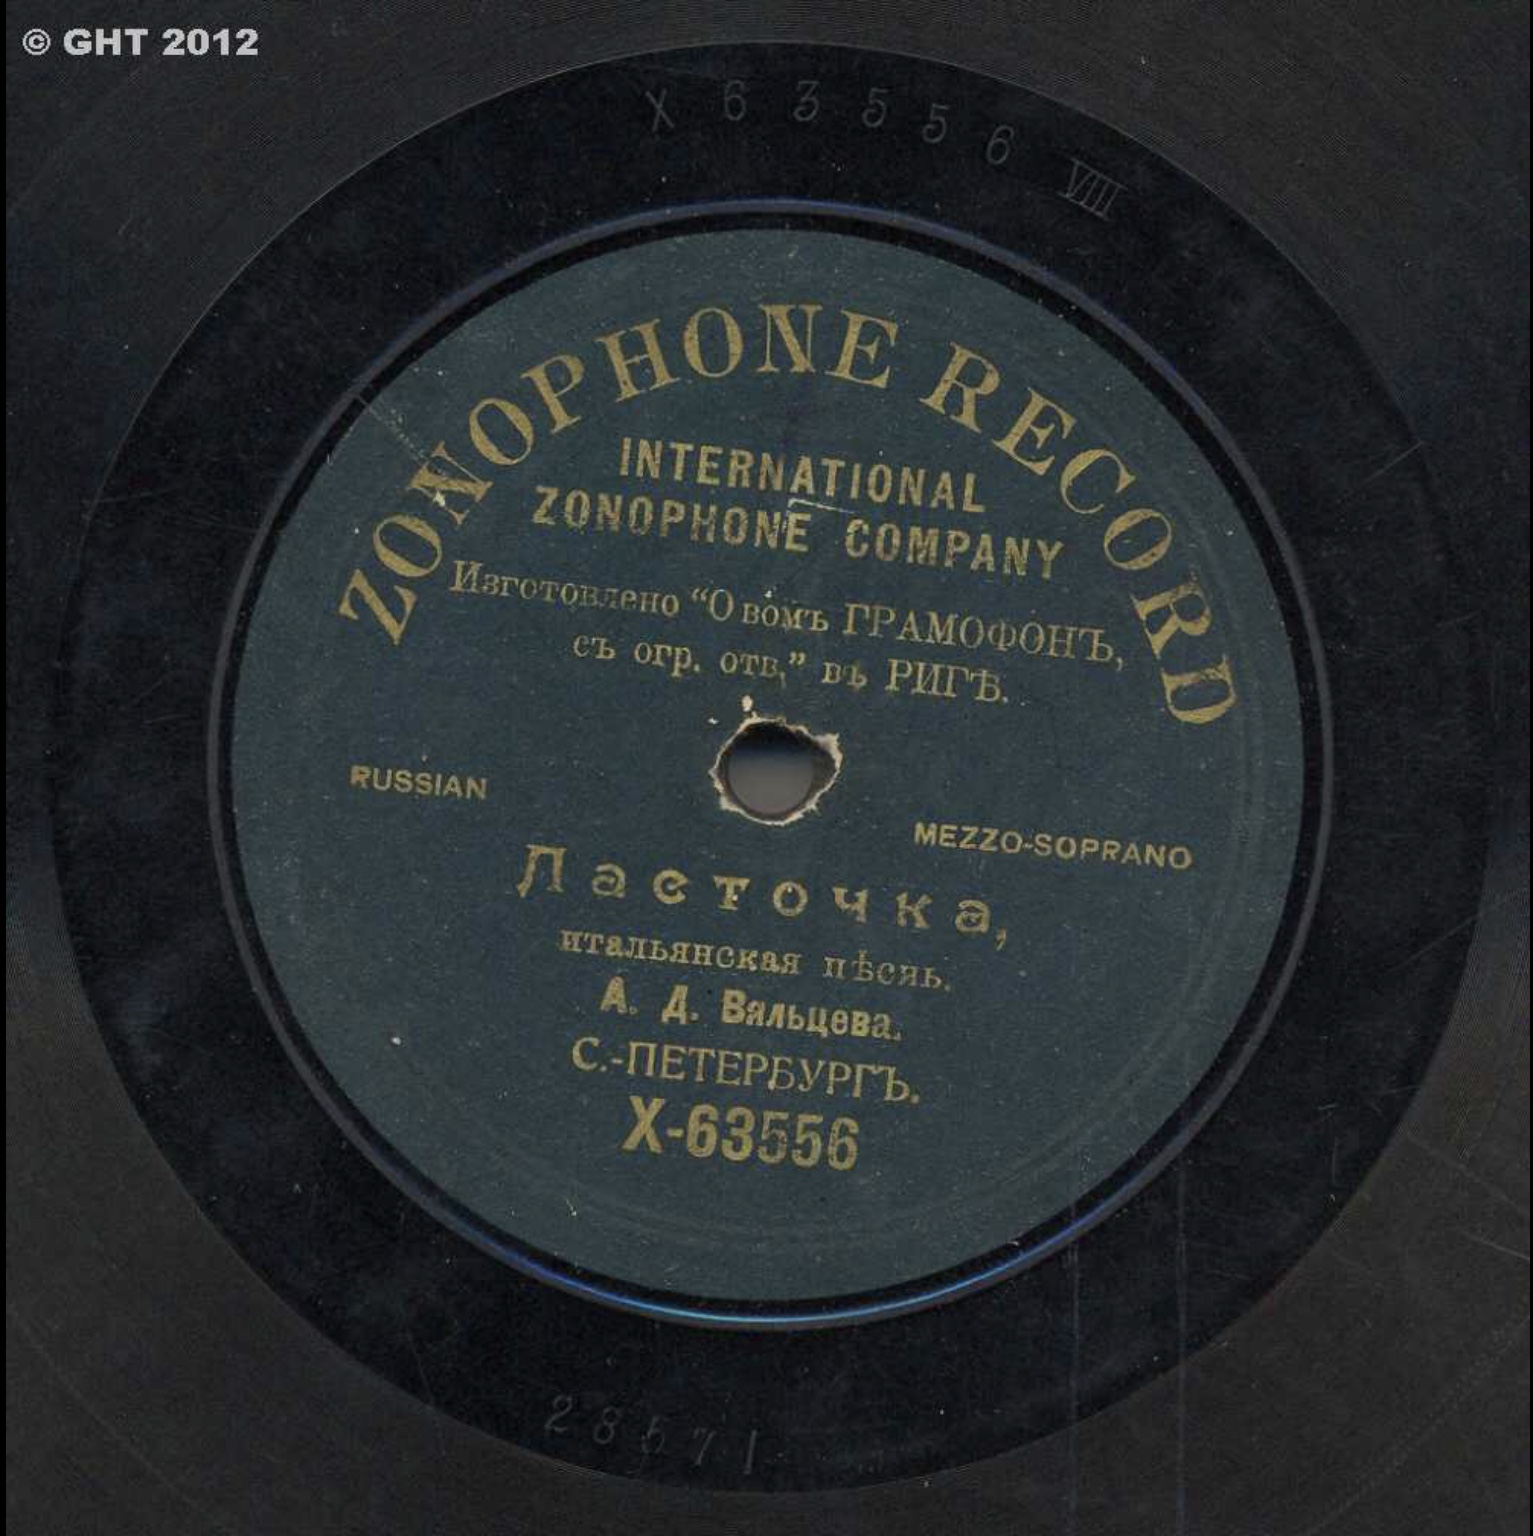 © GHT 2012
X 63556 VIII
ZONOPHONE RECORD
INTERNATIONAL
ZONOPHONE COMPANY
Изготовлено “О вомъ ГРАМОФОНЪ,
съ огр. отв,” въ РИГѢ.
RUSSIAN
MEZZO-SOPRANO
Ласточка,
итальянская пѣснь.
А. Д. Вяльцева.
С.-ПЕТЕРБУРГЪ.
X-63556
28571